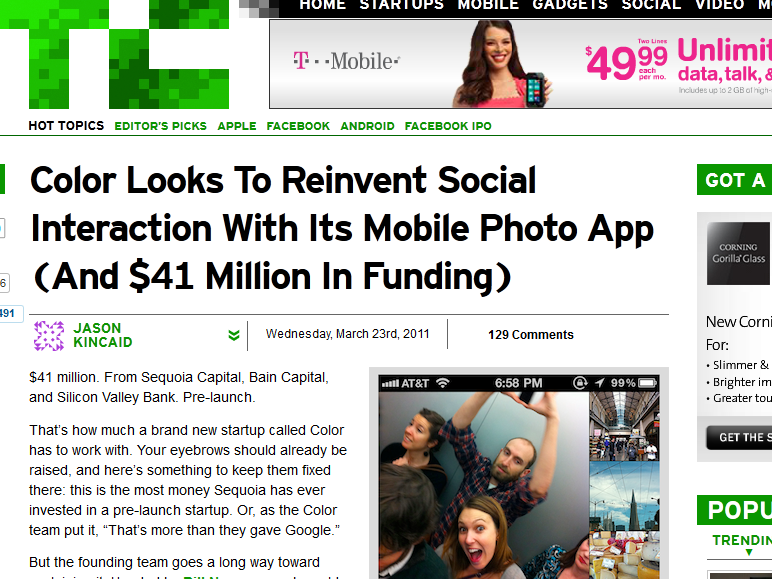 HOME STARTUPS MOBILE GADGETS SOCIAL VIDEO
TC
T··Mobile
Two Lines
$49.99 each per mo.
Unlimit
data, talk, &
Includes up to 2 GB of high-
HOT TOPICS EDITOR'S PICKS APPLE FACEBOOK ANDROID FACEBOOK IPO
Color Looks To Reinvent Social
Interaction With Its Mobile Photo App
(And $41 Million In Funding)
491
JASON
KINCAID
Wednesday, March 23rd, 2011
129 Comments
$41 million. From Sequoia Capital, Bain Capital,
and Silicon Valley Bank. Pre-launch.
That's how much a brand new startup called Color
has to work with. Your eyebrows should already be
raised, and here's something to keep them fixed
there: this is the most money Sequoia has ever
invested in a pre-launch startup. Or, as the Color
team put it, “That's more than they gave Google.”
But the founding team goes a long way toward
AT&T 6:58 PM 99%
GOT A
CORNING
Gorilla Glass
New Corni
For:
• Slimmer &
• Brighter im
• Greater tou
GET THE S
POPU
TRENDIN